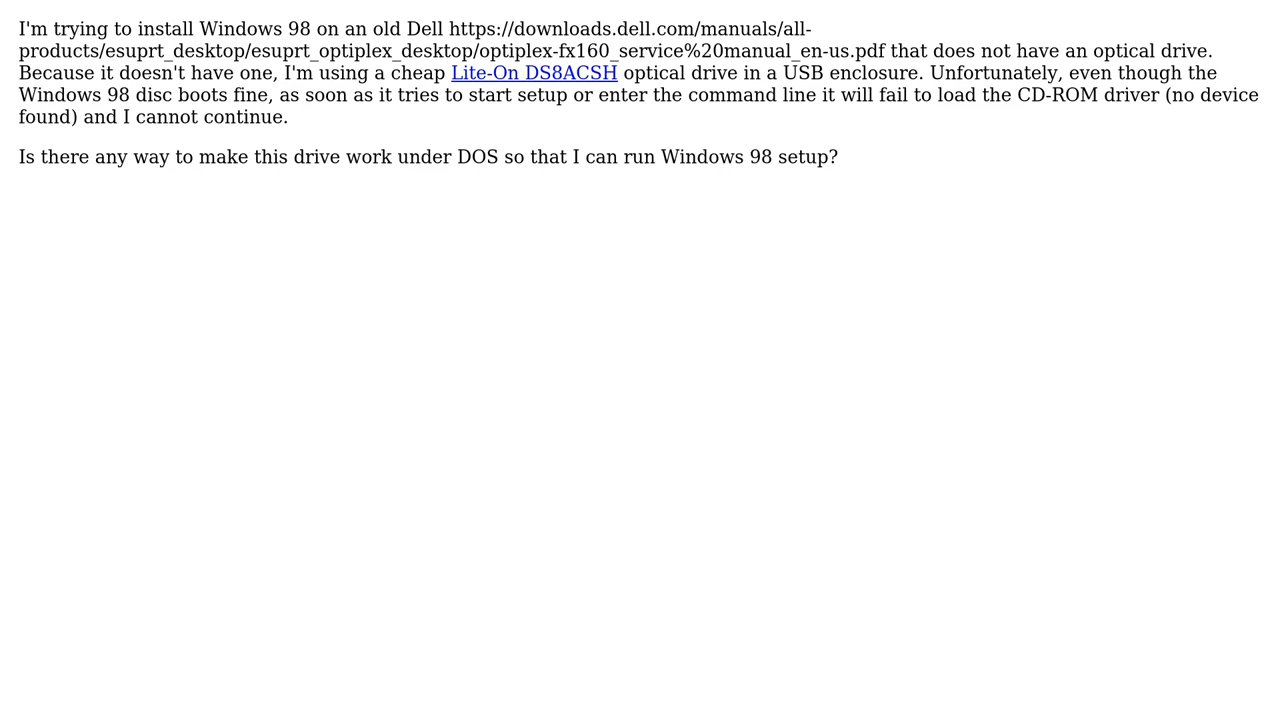 I'm trying to install Windows 98 on an old Dell https://downloads.dell.com/manuals/all-
products/esuprt_desktop/esuprt_optiplex_desktop/optiplex-fx160_service%20manual_en-us.pdf that does not have an optical drive.
Because it doesn't have one, I'm using a cheap Lite-On DS8ACSH optical drive in a USB enclosure. Unfortunately, even though the
Windows 98 disc boots fine, as soon as it tries to start setup or enter the command line it will fail to load the CD-ROM driver (no device
found) and I cannot continue.
Is there any way to make this drive work under DOS so that I can run Windows 98 setup?